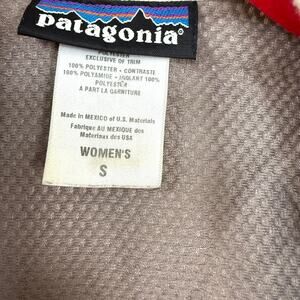 patagonia®
POLYESTER
EXCLUSIVE OF TRIM
100% POLYESTER • CONTRASTE
100% POLYAMIDE • ISOLANT 100%
POLYESTER
A PART LA GARNITURE
Made in MEXICO of U.S. Materials
Fabriqué AU MEXIQUE des
Materiaux des USA
WOMEN'S
S